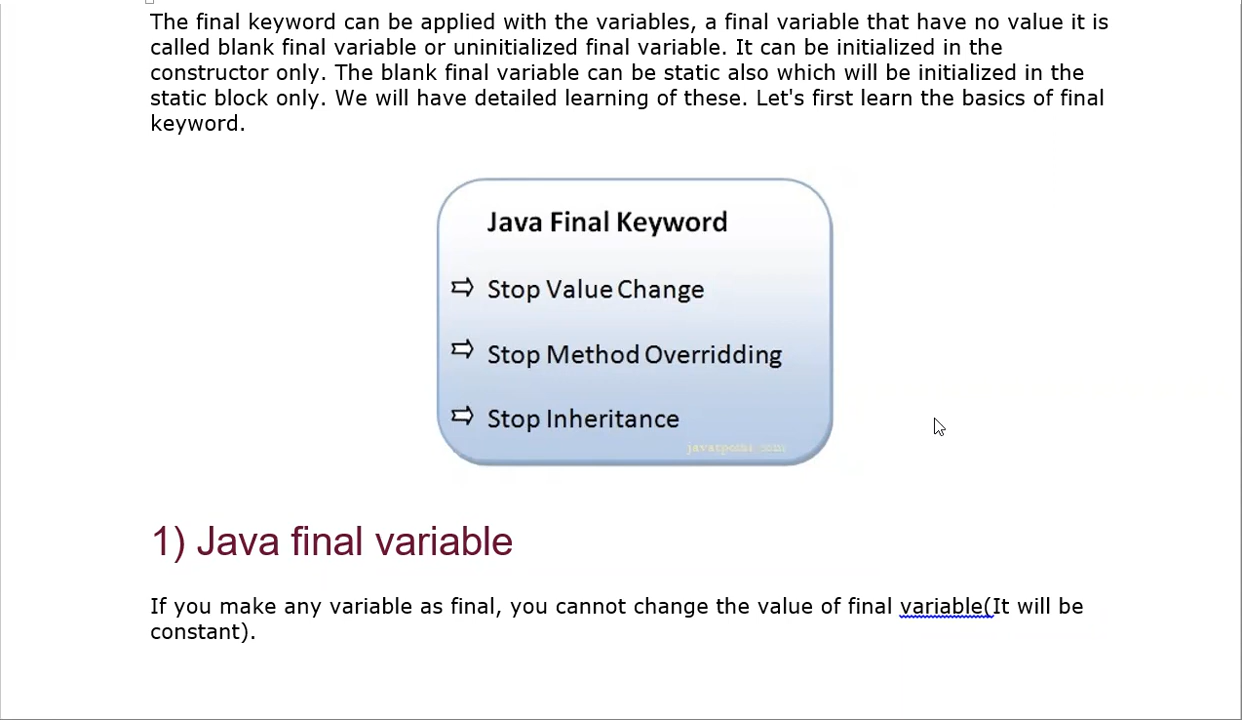 The final keyword can be applied with the variables, a final variable that have no value it is
called blank final variable or uninitialized final variable. It can be initialized in the
constructor only. The blank final variable can be static also which will be initialized in the
static block only. We will have detailed learning of these. Let's first learn the basics of final
keyword.
Java Final Keyword
⇨ Stop Value Change
⇨ Stop Method Overridding
⇨ Stop Inheritance
1) Java final variable
If you make any variable as final, you cannot change the value of final variable(It will be
constant).